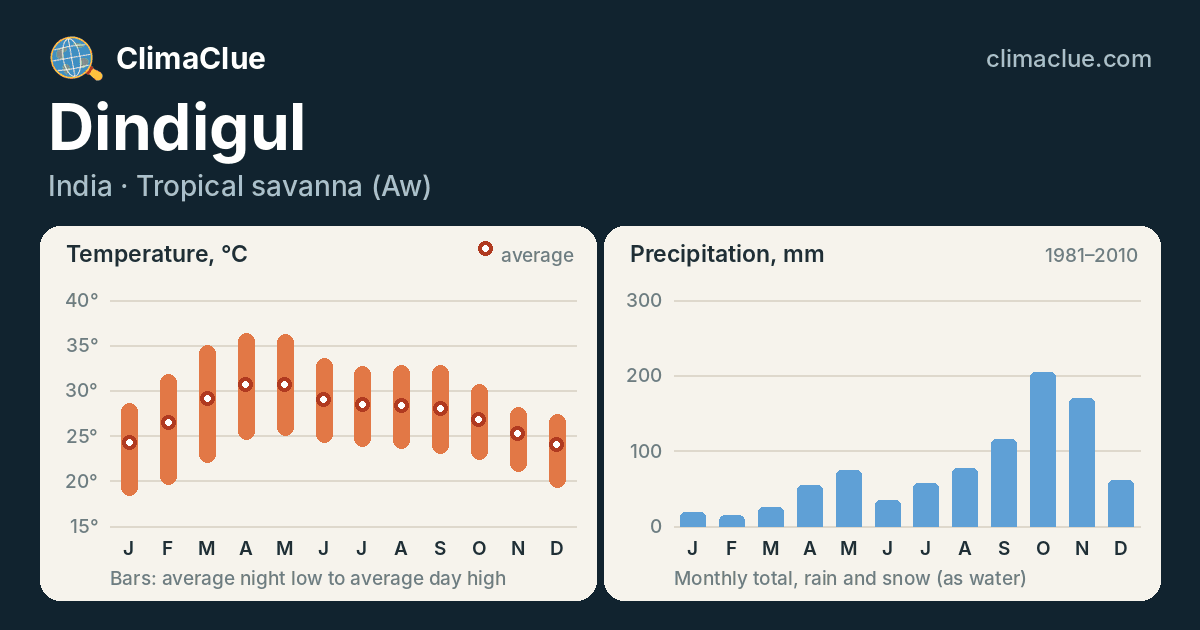 ClimaClue
climaclue.com
Dindigul
India · Tropical savanna (Aw)
Temperature, °C
average
40°
35°
30°
25°
20°
15°
J F M A M J J A S O N D
Bars: average night low to average day high
Precipitation, mm
1981–2010
300
200
100
0
J F M A M J J A S O N D
Monthly total, rain and snow (as water)